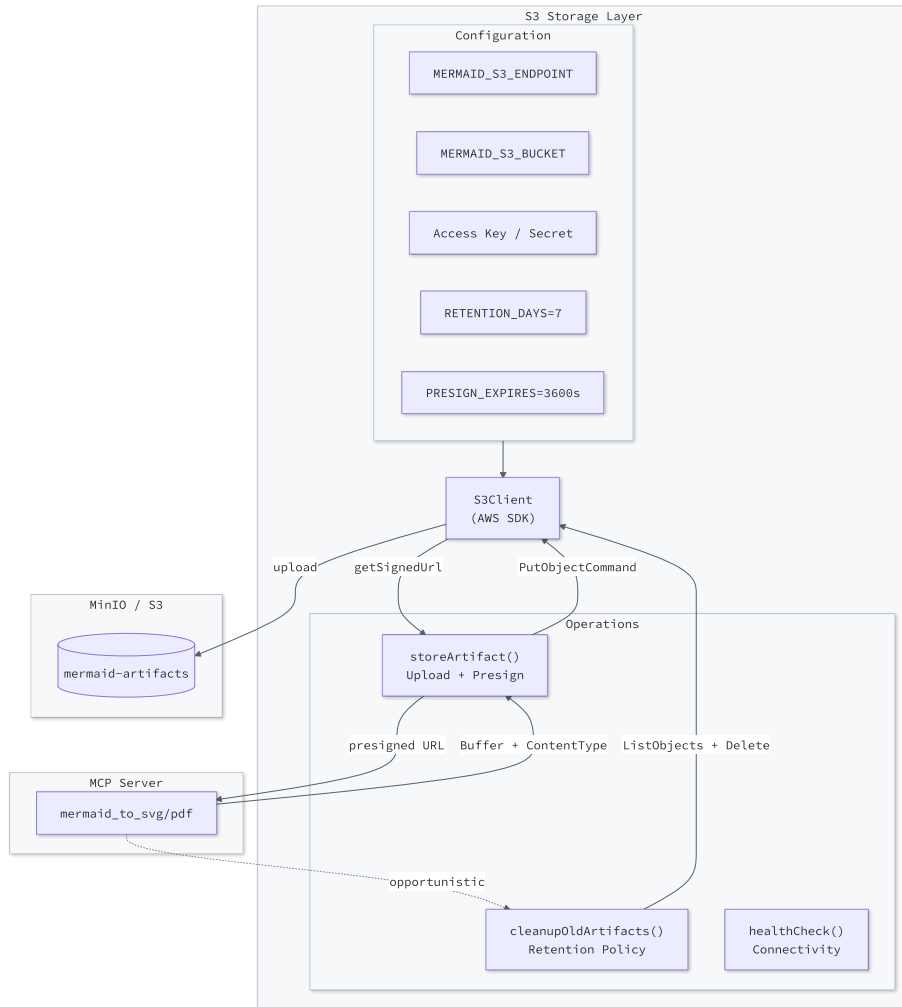 S3 Storage Layer
Configuration
MERMAID_S3_ENDPOINT
MERMAID_S3_BUCKET
Access Key / Secret
RETENTION_DAYS=7
PRESIGN_EXPIRES=3600s
S3Client
(AWS SDK)
upload
getSignedUrl
PutObjectCommand
MinIO / S3
mermaid-artifacts
Operations
storeArtifact()
Upload + Presign
presigned URL
Buffer + ContentType
ListObjects + Delete
MCP Server
mermaid_to_svg/pdf
opportunistic
cleanupOldArtifacts()
Retention Policy
healthCheck()
Connectivity